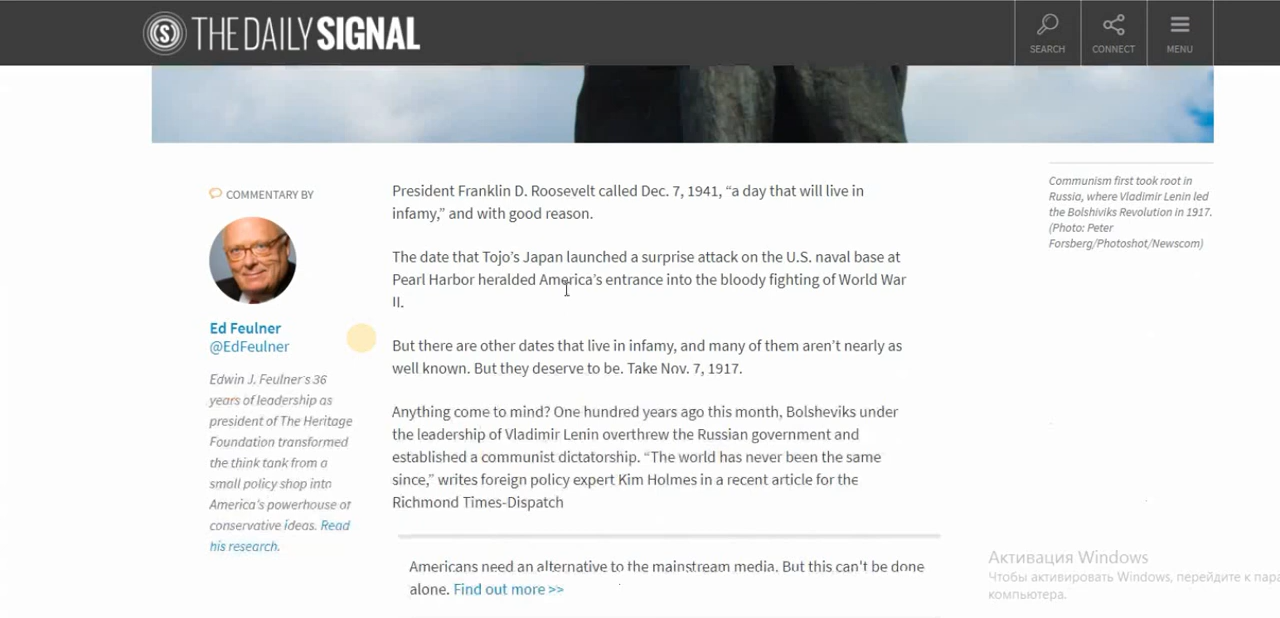 THE DAILY SIGNAL
SEARCH
CONNECT
MENU
COMMENTARY BY
Ed Feulner
@EdFeulner
Edwin J. Feulner's 36
years of leadership as
president of The Heritage
Foundation transformed
the think tank from a
small policy shop into
America's powerhouse of
conservative ideas. Read
his research.
President Franklin D. Roosevelt called Dec. 7, 1941, “a day that will live in
infamy,” and with good reason.
The date that Tojo’s Japan launched a surprise attack on the U.S. naval base at
Pearl Harbor heralded America’s entrance into the bloody fighting of World War
II.
But there are other dates that live in infamy, and many of them aren’t nearly as
well known. But they deserve to be. Take Nov. 7, 1917.
Anything come to mind? One hundred years ago this month, Bolsheviks under
the leadership of Vladimir Lenin overthrew the Russian government and
established a communist dictatorship. “The world has never been the same
since,” writes foreign policy expert Kim Holmes in a recent article for the
Richmond Times-Dispatch
Americans need an alternative to the mainstream media. But this can't be done
alone. Find out more >>
Communism first took root in
Russia, where Vladimir Lenin led
the Bolshiviks Revolution in 1917.
(Photo: Peter
Forsberg/Photoshot/Newscom)
Активация Windows
Чтобы активировать Windows, перейдите к пара
компьютера.